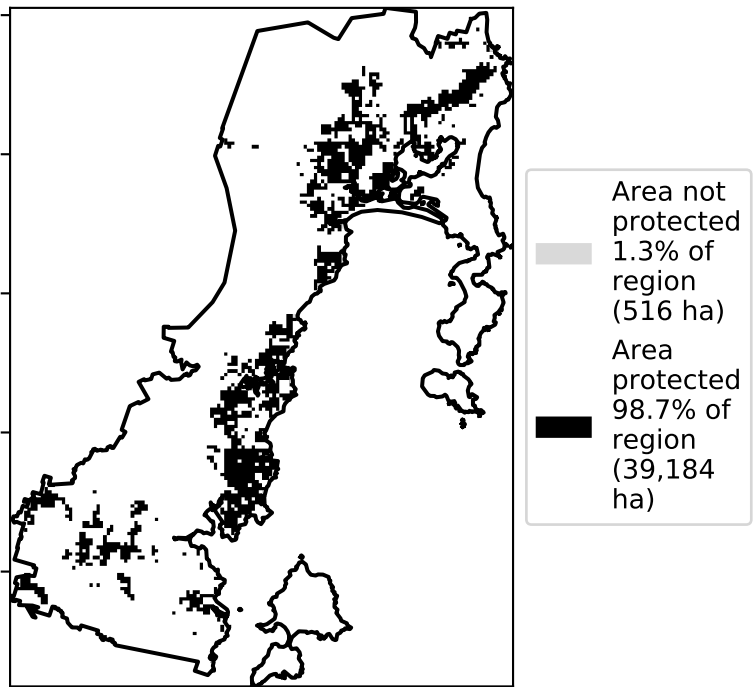 Area not
protected
1.3% of
region
(516 ha)
Area
protected
98.7% of
region
(39,184
ha)